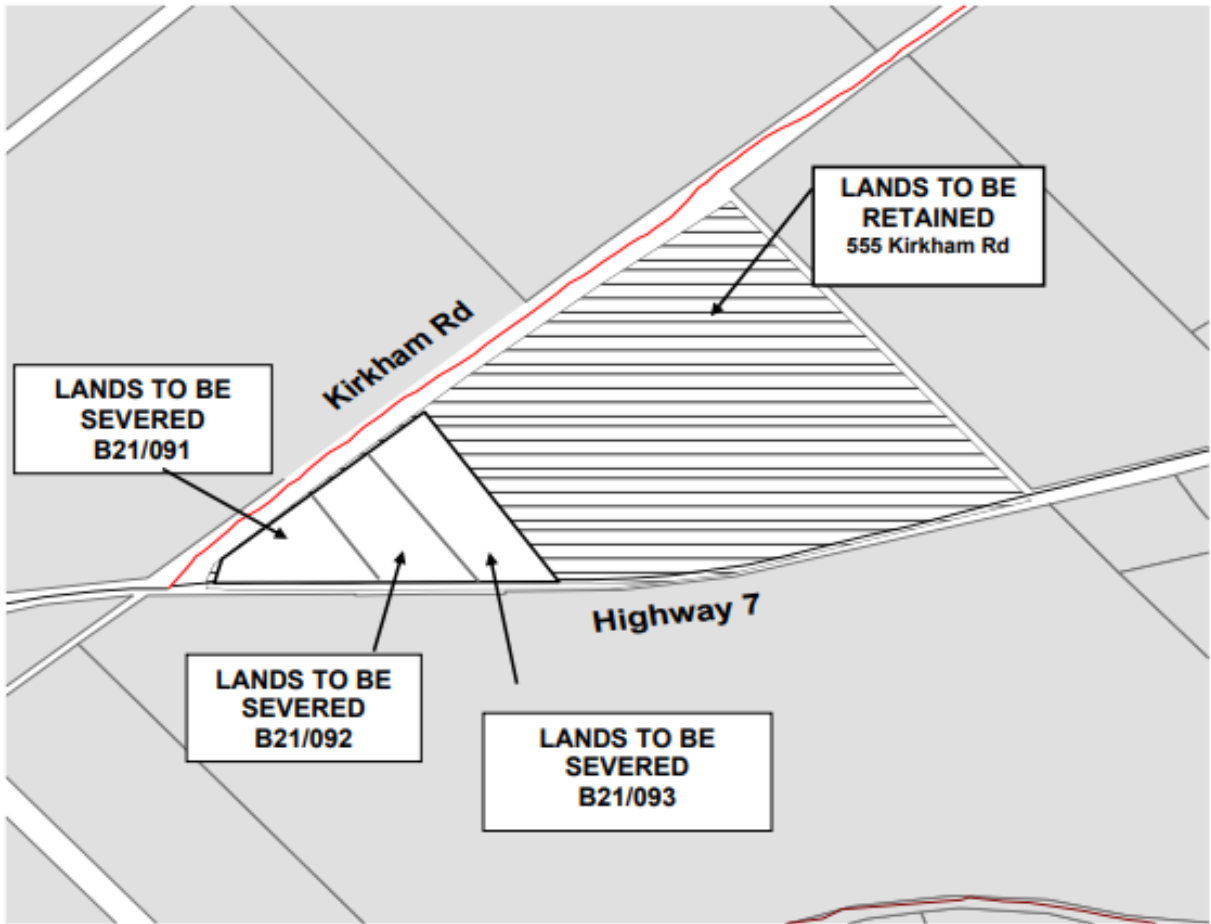 LANDS TO BE
RETAINED
555 Kirkham Rd
Kirkham Rd
LANDS TO BE
SEVERED
B21/091
Highway 7
LANDS TO BE
SEVERED
B21/092
LANDS TO BE
SEVERED
B21/093